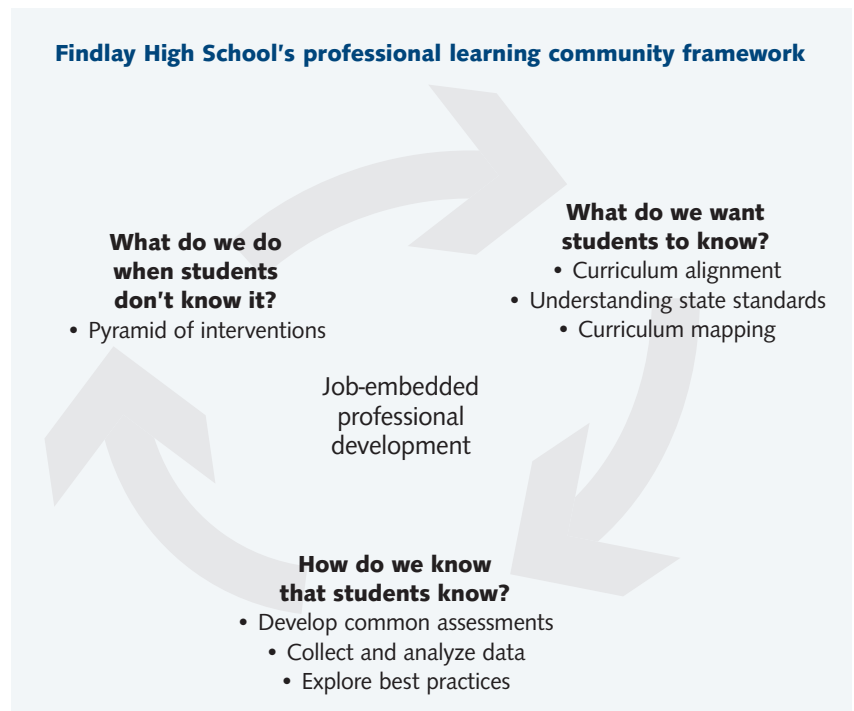 Findlay High School's professional learning community framework
What do we want
students to know?
• Curriculum alignment
• Understanding state standards
• Curriculum mapping
How do we know
that students know?
• Develop common assessments
• Collect and analyze data
• Explore best practices
What do we do
when students
don't know it?
• Pyramid of interventions
Job-embedded
professional
development